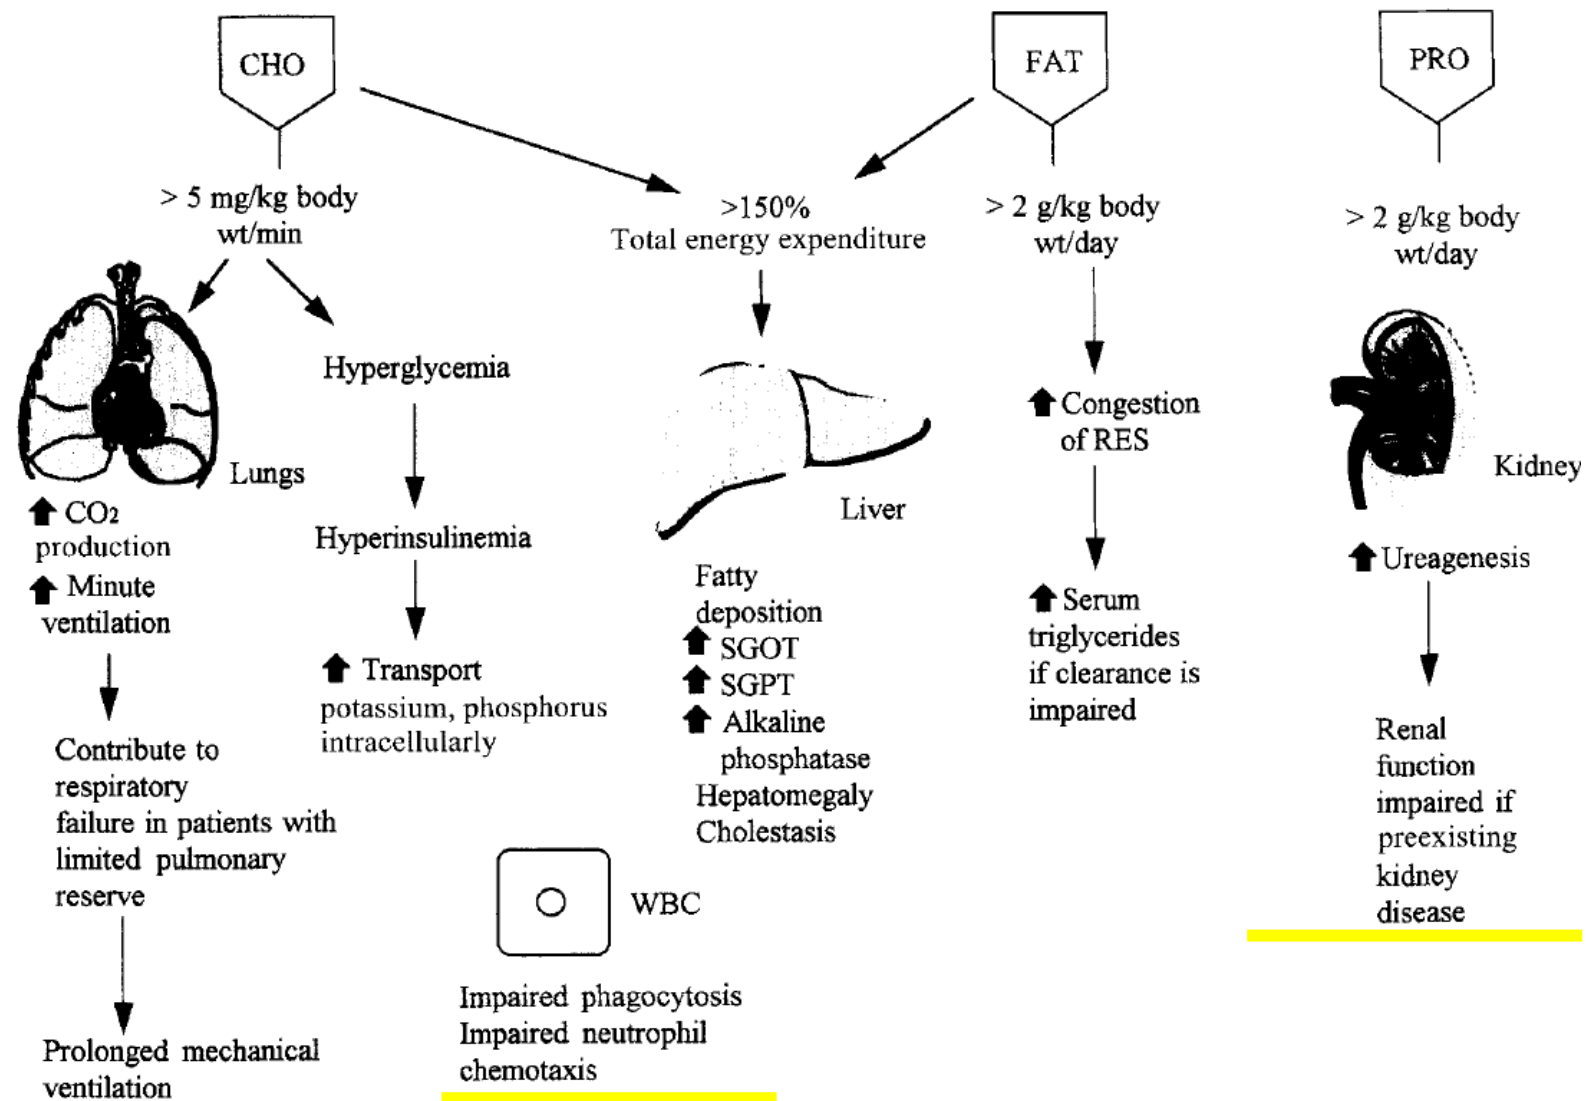 CHO
FAT
PRO
> 5 mg/kg body
wt/min
>150%
Total energy expenditure
> 2 g/kg body
wt/day
> 2 g/kg body
wt/day
Lungs
CO₂
production
Minute
ventilation
Contribute to
respiratory
failure in patients with
limited pulmonary
reserve
Prolonged mechanical
ventilation
Hyperglycemia
Hyperinsulinemia
Transport
potassium, phosphorus
intracellularly
Liver
Fatty
deposition
SGOT
SGPT
Alkaline
phosphatase
Hepatomegaly
Cholestasis
WBC
Impaired phagocytosis
Impaired neutrophil
chemotaxis
Congestion
of RES
Serum
triglycerides
if clearance is
impaired
Kidney
Ureagenesis
Renal
function
impaired if
preexisting
kidney
disease